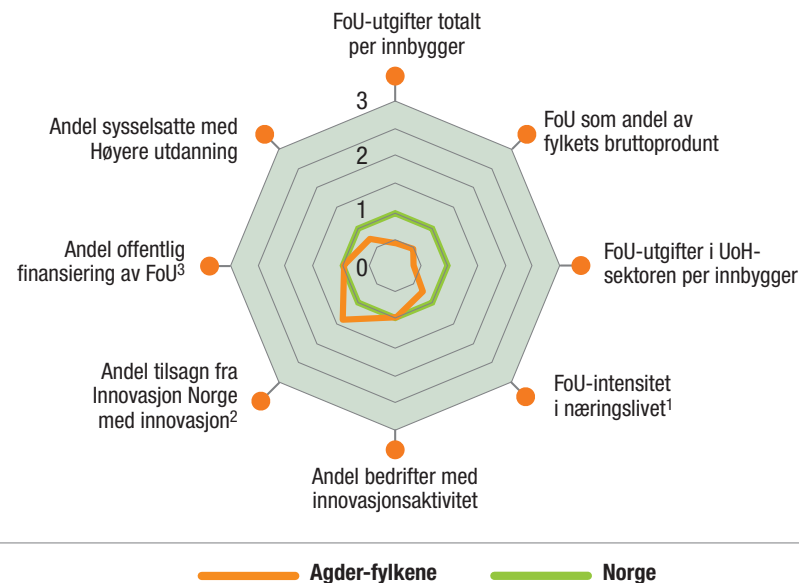 FoU-utgifter totalt
per innbygger
3
2
1
0
FoU som andel av
fylkets bruttoprodunt
FoU-utgifter i UoH-
sektoren per innbygger
FoU-intensitet
i næringslivet¹
Andel bedrifter med
innovasjonsaktivitet
Andel tilsagn fra
Innovasjon Norge
med innovasjon²
Andel offentlig
finansiering av FoU³
Andel sysselsatte med
Høyere utdanning
Agder-fylkene
Norge